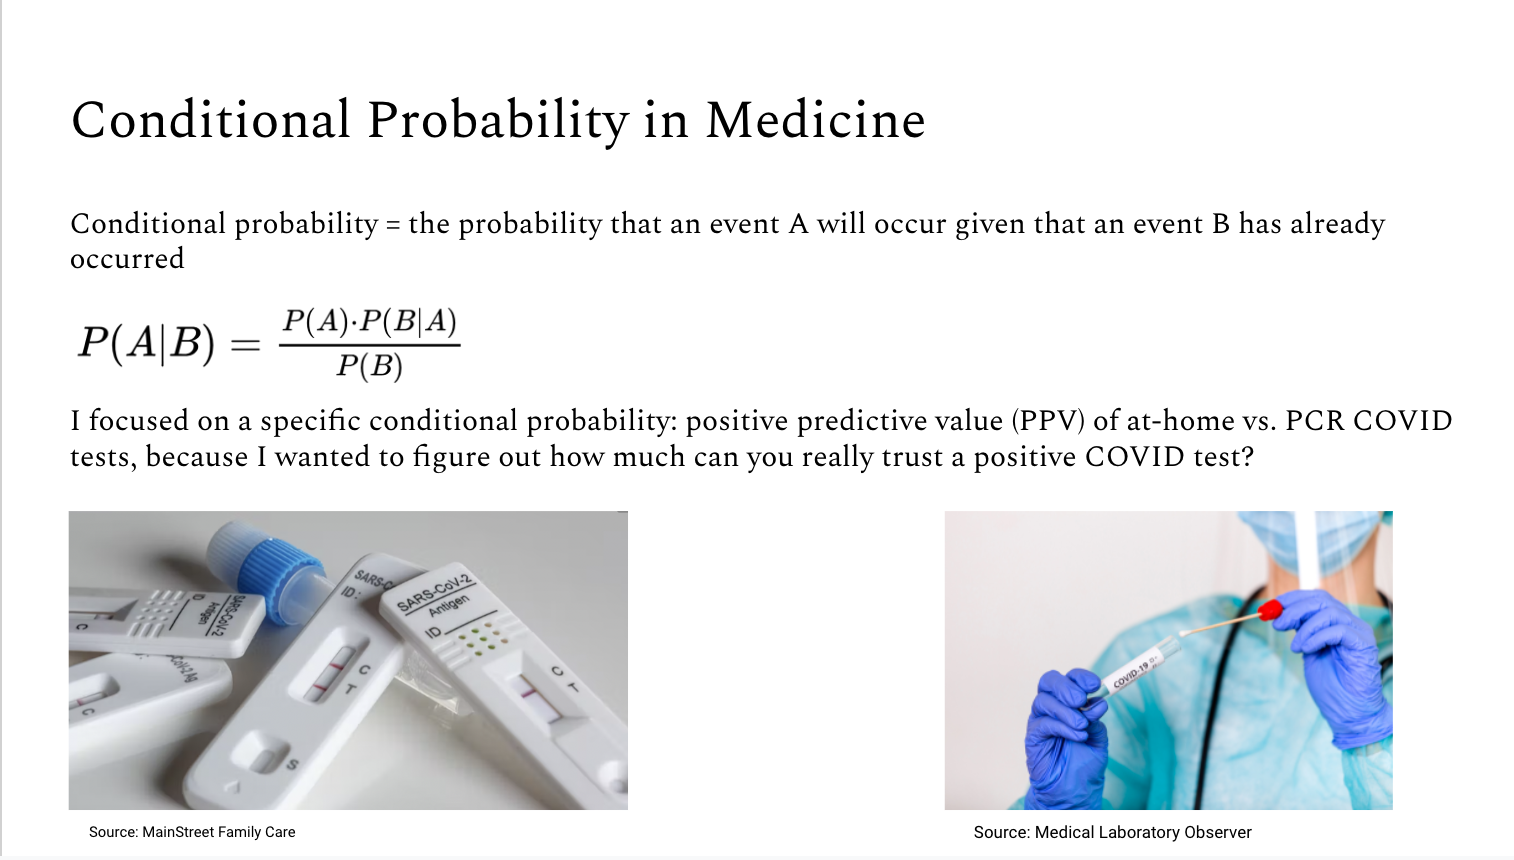 Conditional Probability in Medicine
Conditional probability = the probability that an event A will occur given that an event B has already
occurred
P(A|B) = P(A)·P(B|A) / P(B)
I focused on a specific conditional probability: positive predictive value (PPV) of at-home vs. PCR COVID
tests, because I wanted to figure out how much can you really trust a positive COVID test?
SARS-CoV-2
Antigen
ID
C
SARS-C
ID:
C
T
S
SARS-CoV-2
Antigen
ID
C
T
CoV-2 Ag
C
COVID-19
Source: MainStreet Family Care
Source: Medical Laboratory Observer